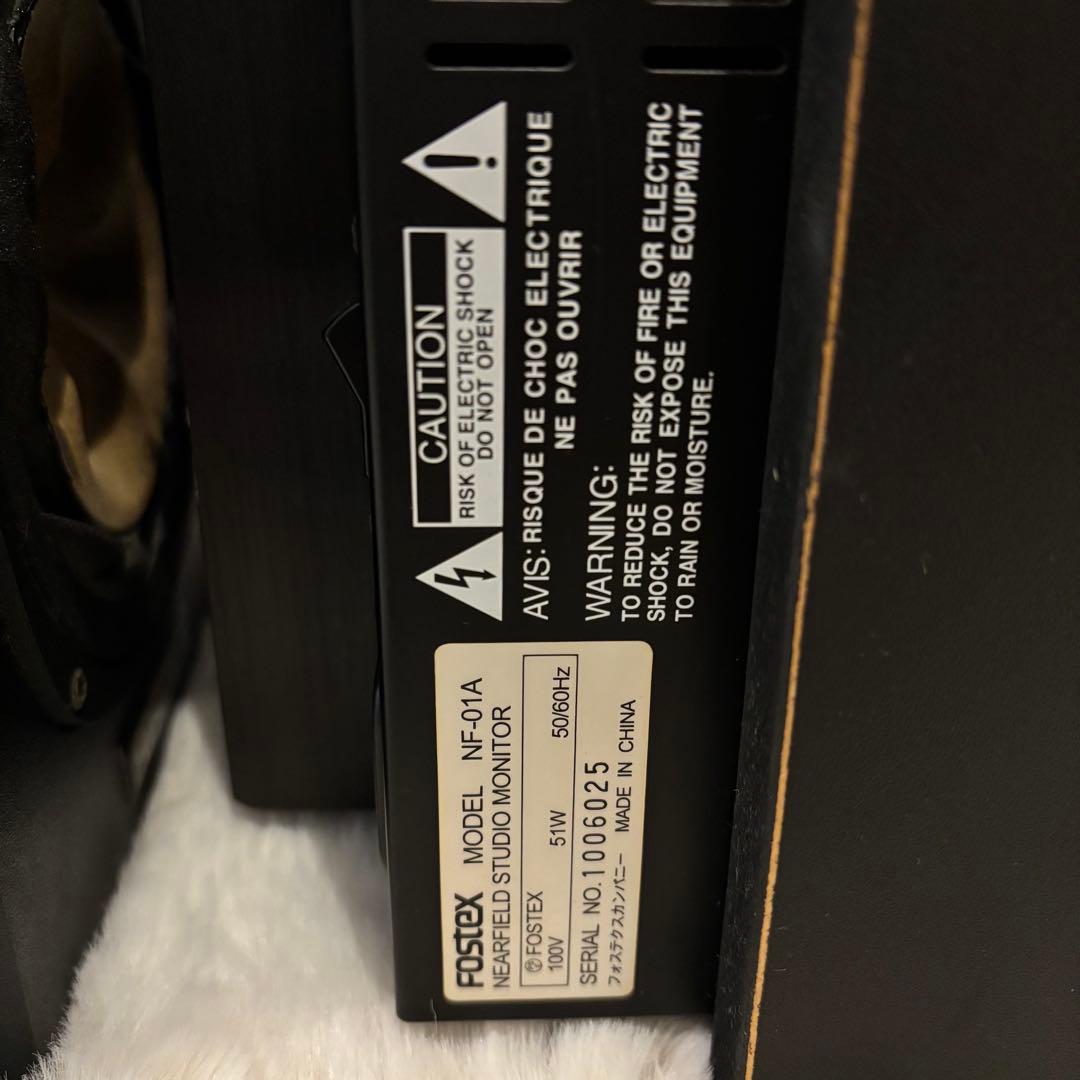 CAUTION
RISK OF ELECTRIC SHOCK
DO NOT OPEN
AVIS: RISQUE DE CHOC ELECTRIQUE
NE PAS OUVRIR
WARNING:
TO REDUCE THE RISK OF FIRE OR ELECTRIC
SHOCK, DO NOT EXPOSE THIS EQUIPMENT
TO RAIN OR MOISTURE.
Fostex MODEL NF-01A
NEARFIELD STUDIO MONITOR
FOSTEX
100V 51W 50/60Hz
SERIAL NO. 1006025
フォステクスカンパニー MADE IN CHINA